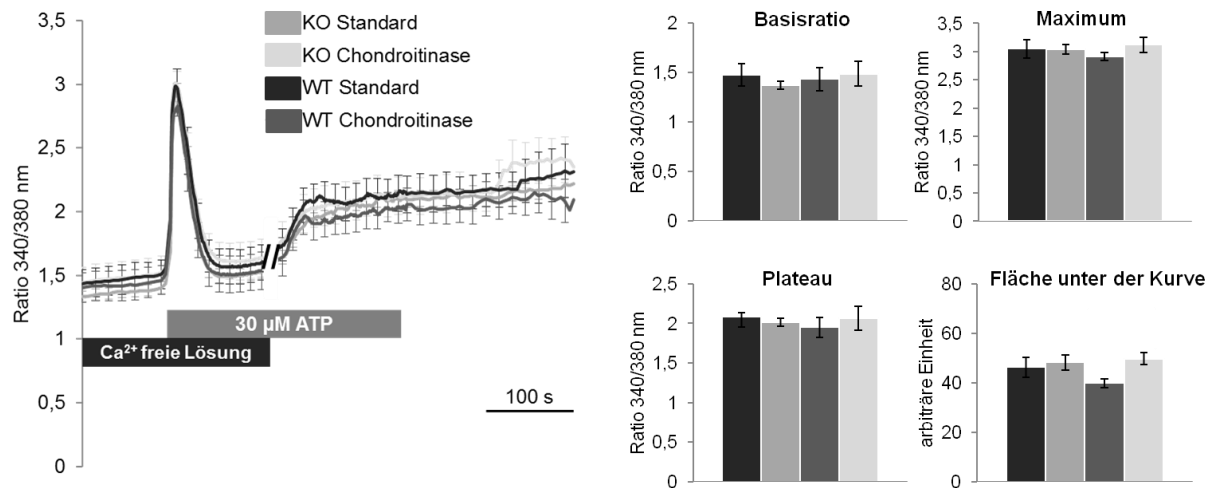 3,5
3
2,5
2
1,5
1
0,5
0
Ratio 340/380 nm
KO Standard
KO Chondroitinase
WT Standard
WT Chondroitinase
30 µM ATP
Ca²⁺ freie Lösung
100 s
Basisratio
2
1,5
1
0,5
0
Ratio 340/380 nm
Maximum
3,5
3
2,5
2
1,5
1
0,5
0
Ratio 340/380 nm
Plateau
2,5
2
1,5
1
0,5
0
Ratio 340/380 nm
Fläche unter der Kurve
80
60
40
20
0
arbiträre Einheit